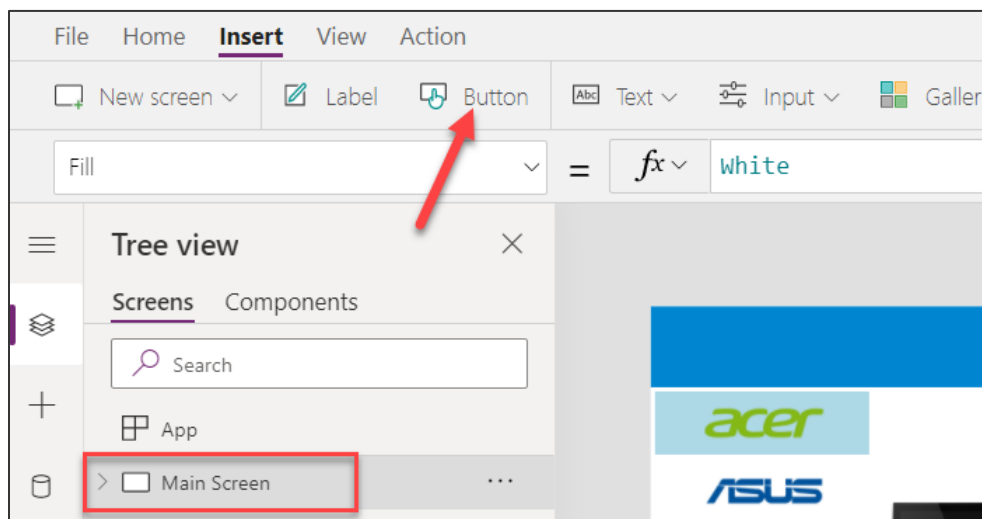 File Home Insert View Action
New screen Label Button Abc Text Input Galler
Fill = fx White
Tree view
Screens Components
Search
App
Main Screen ...
acer
ASUS